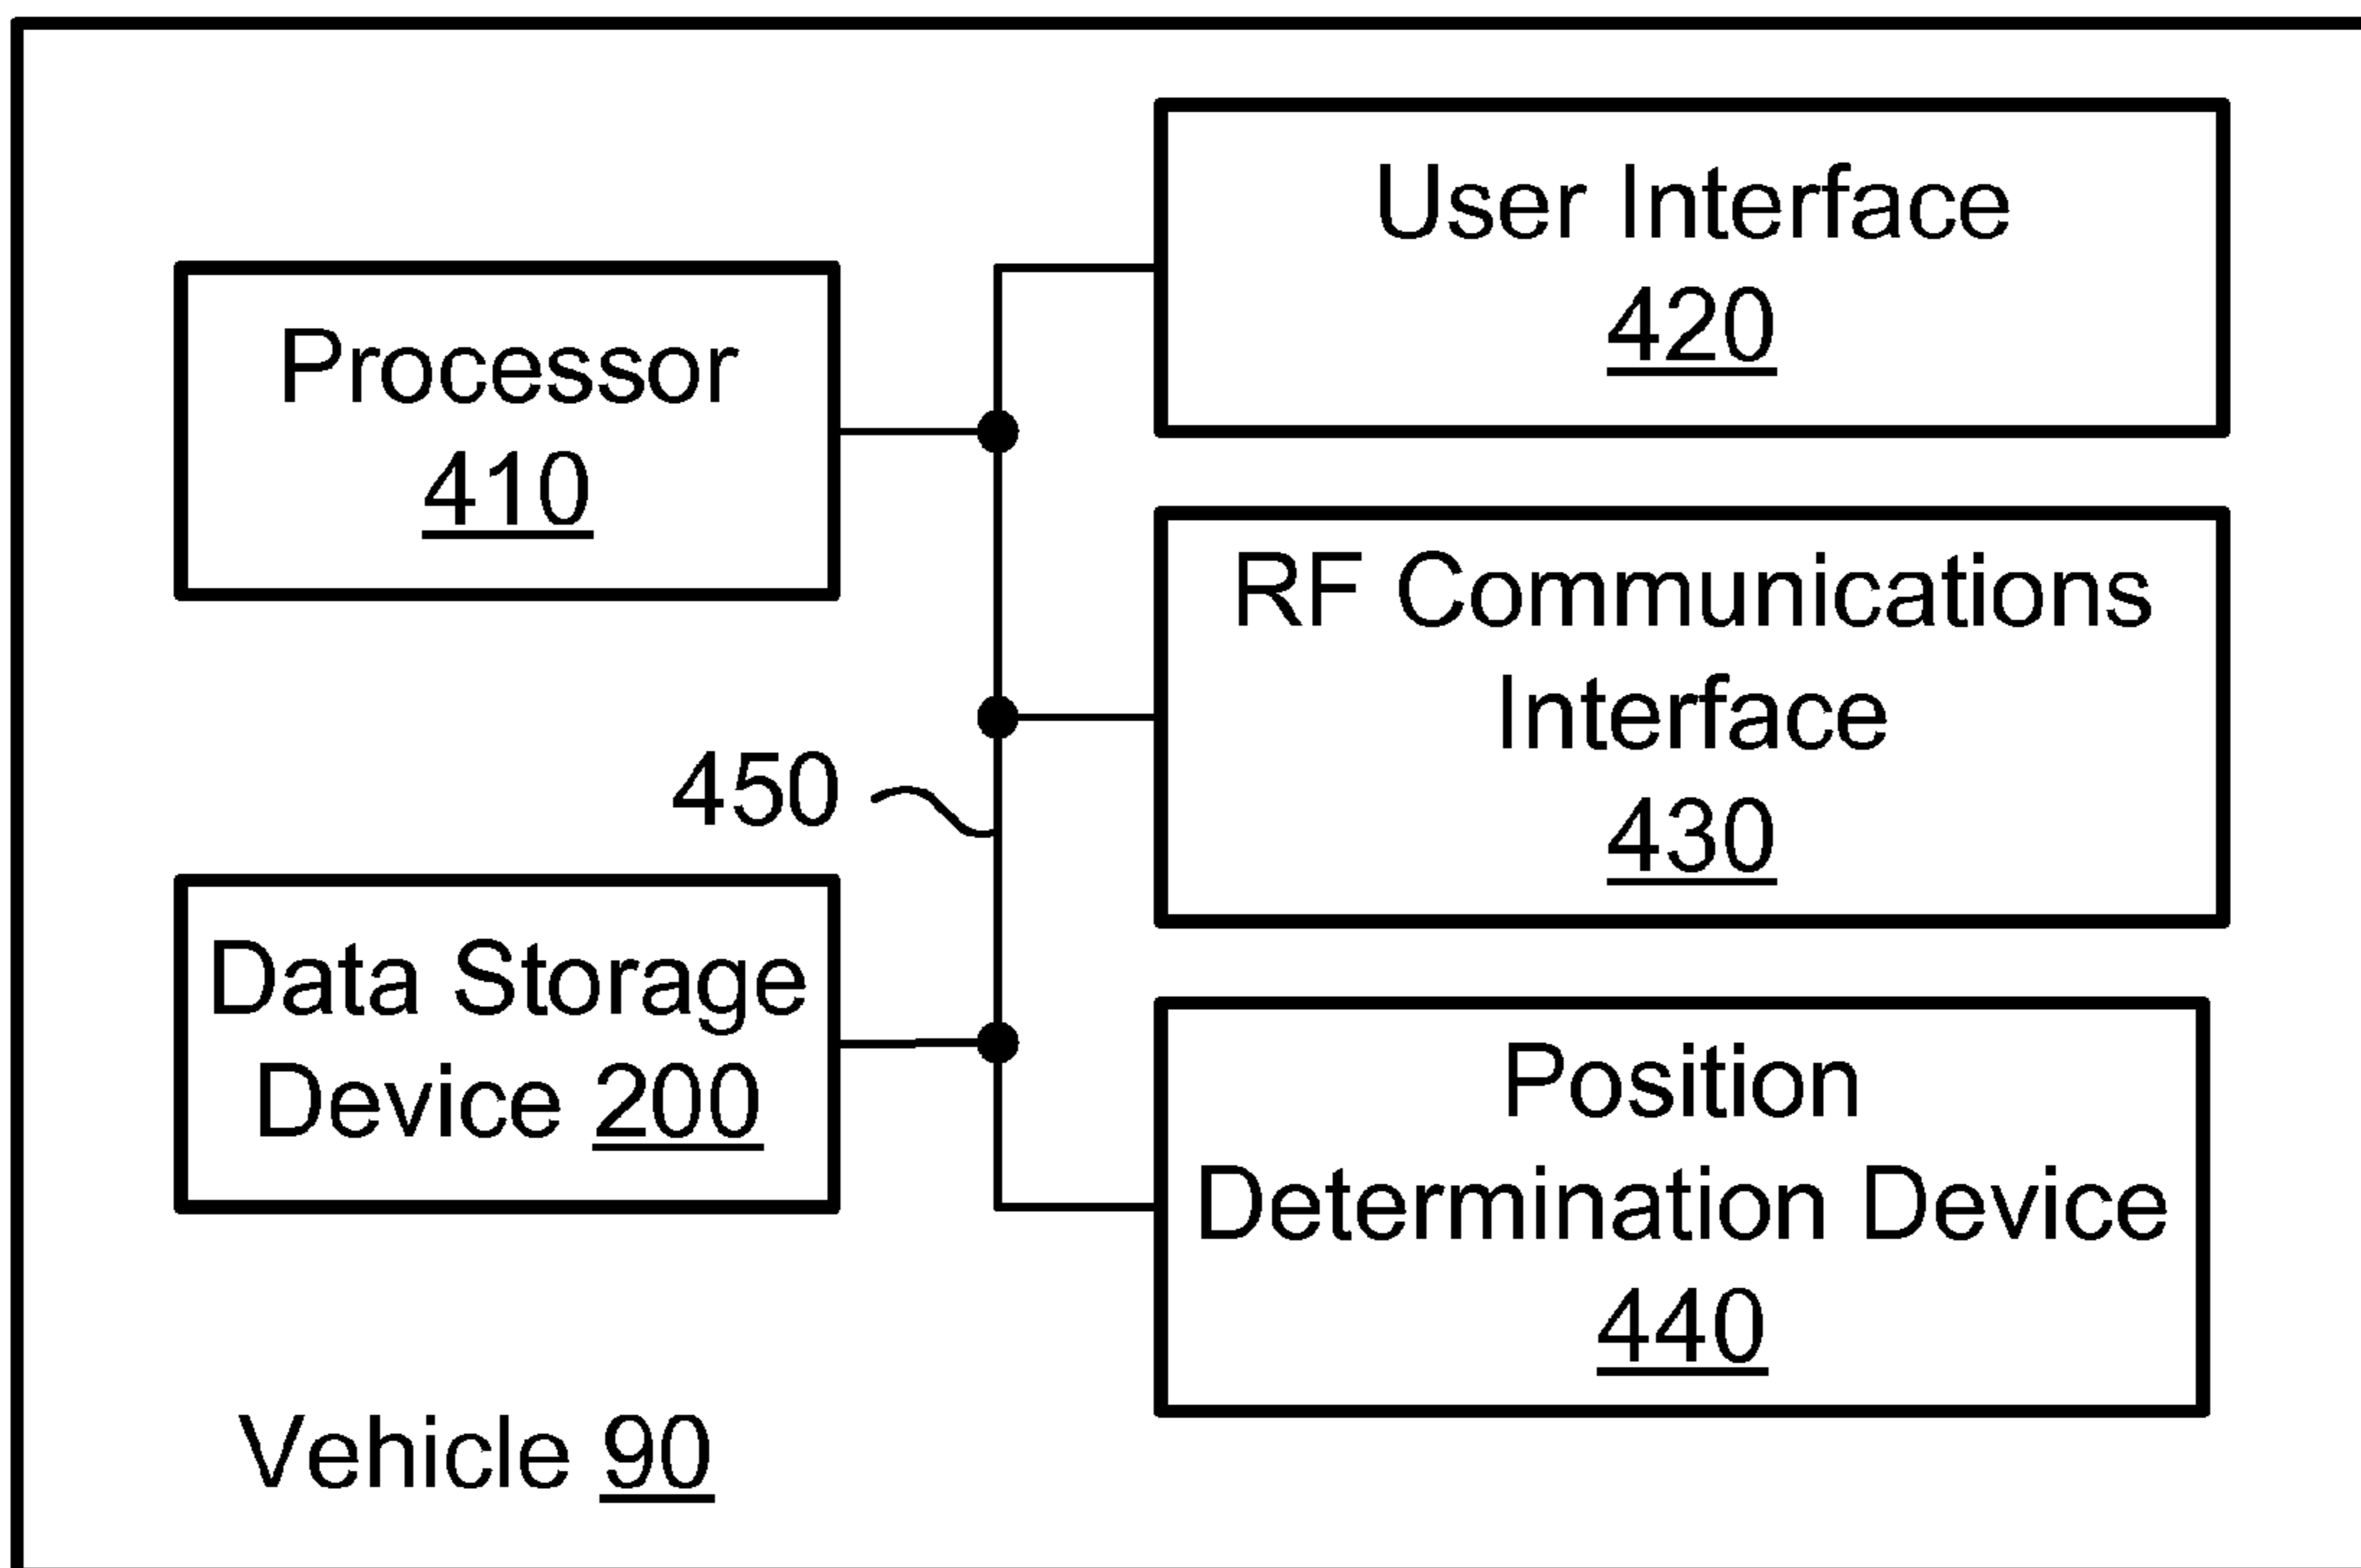 User Interface
420
Processor
410
RF Communications
Interface
430
450
Data Storage
Device 200
Position
Determination Device
440
Vehicle 90